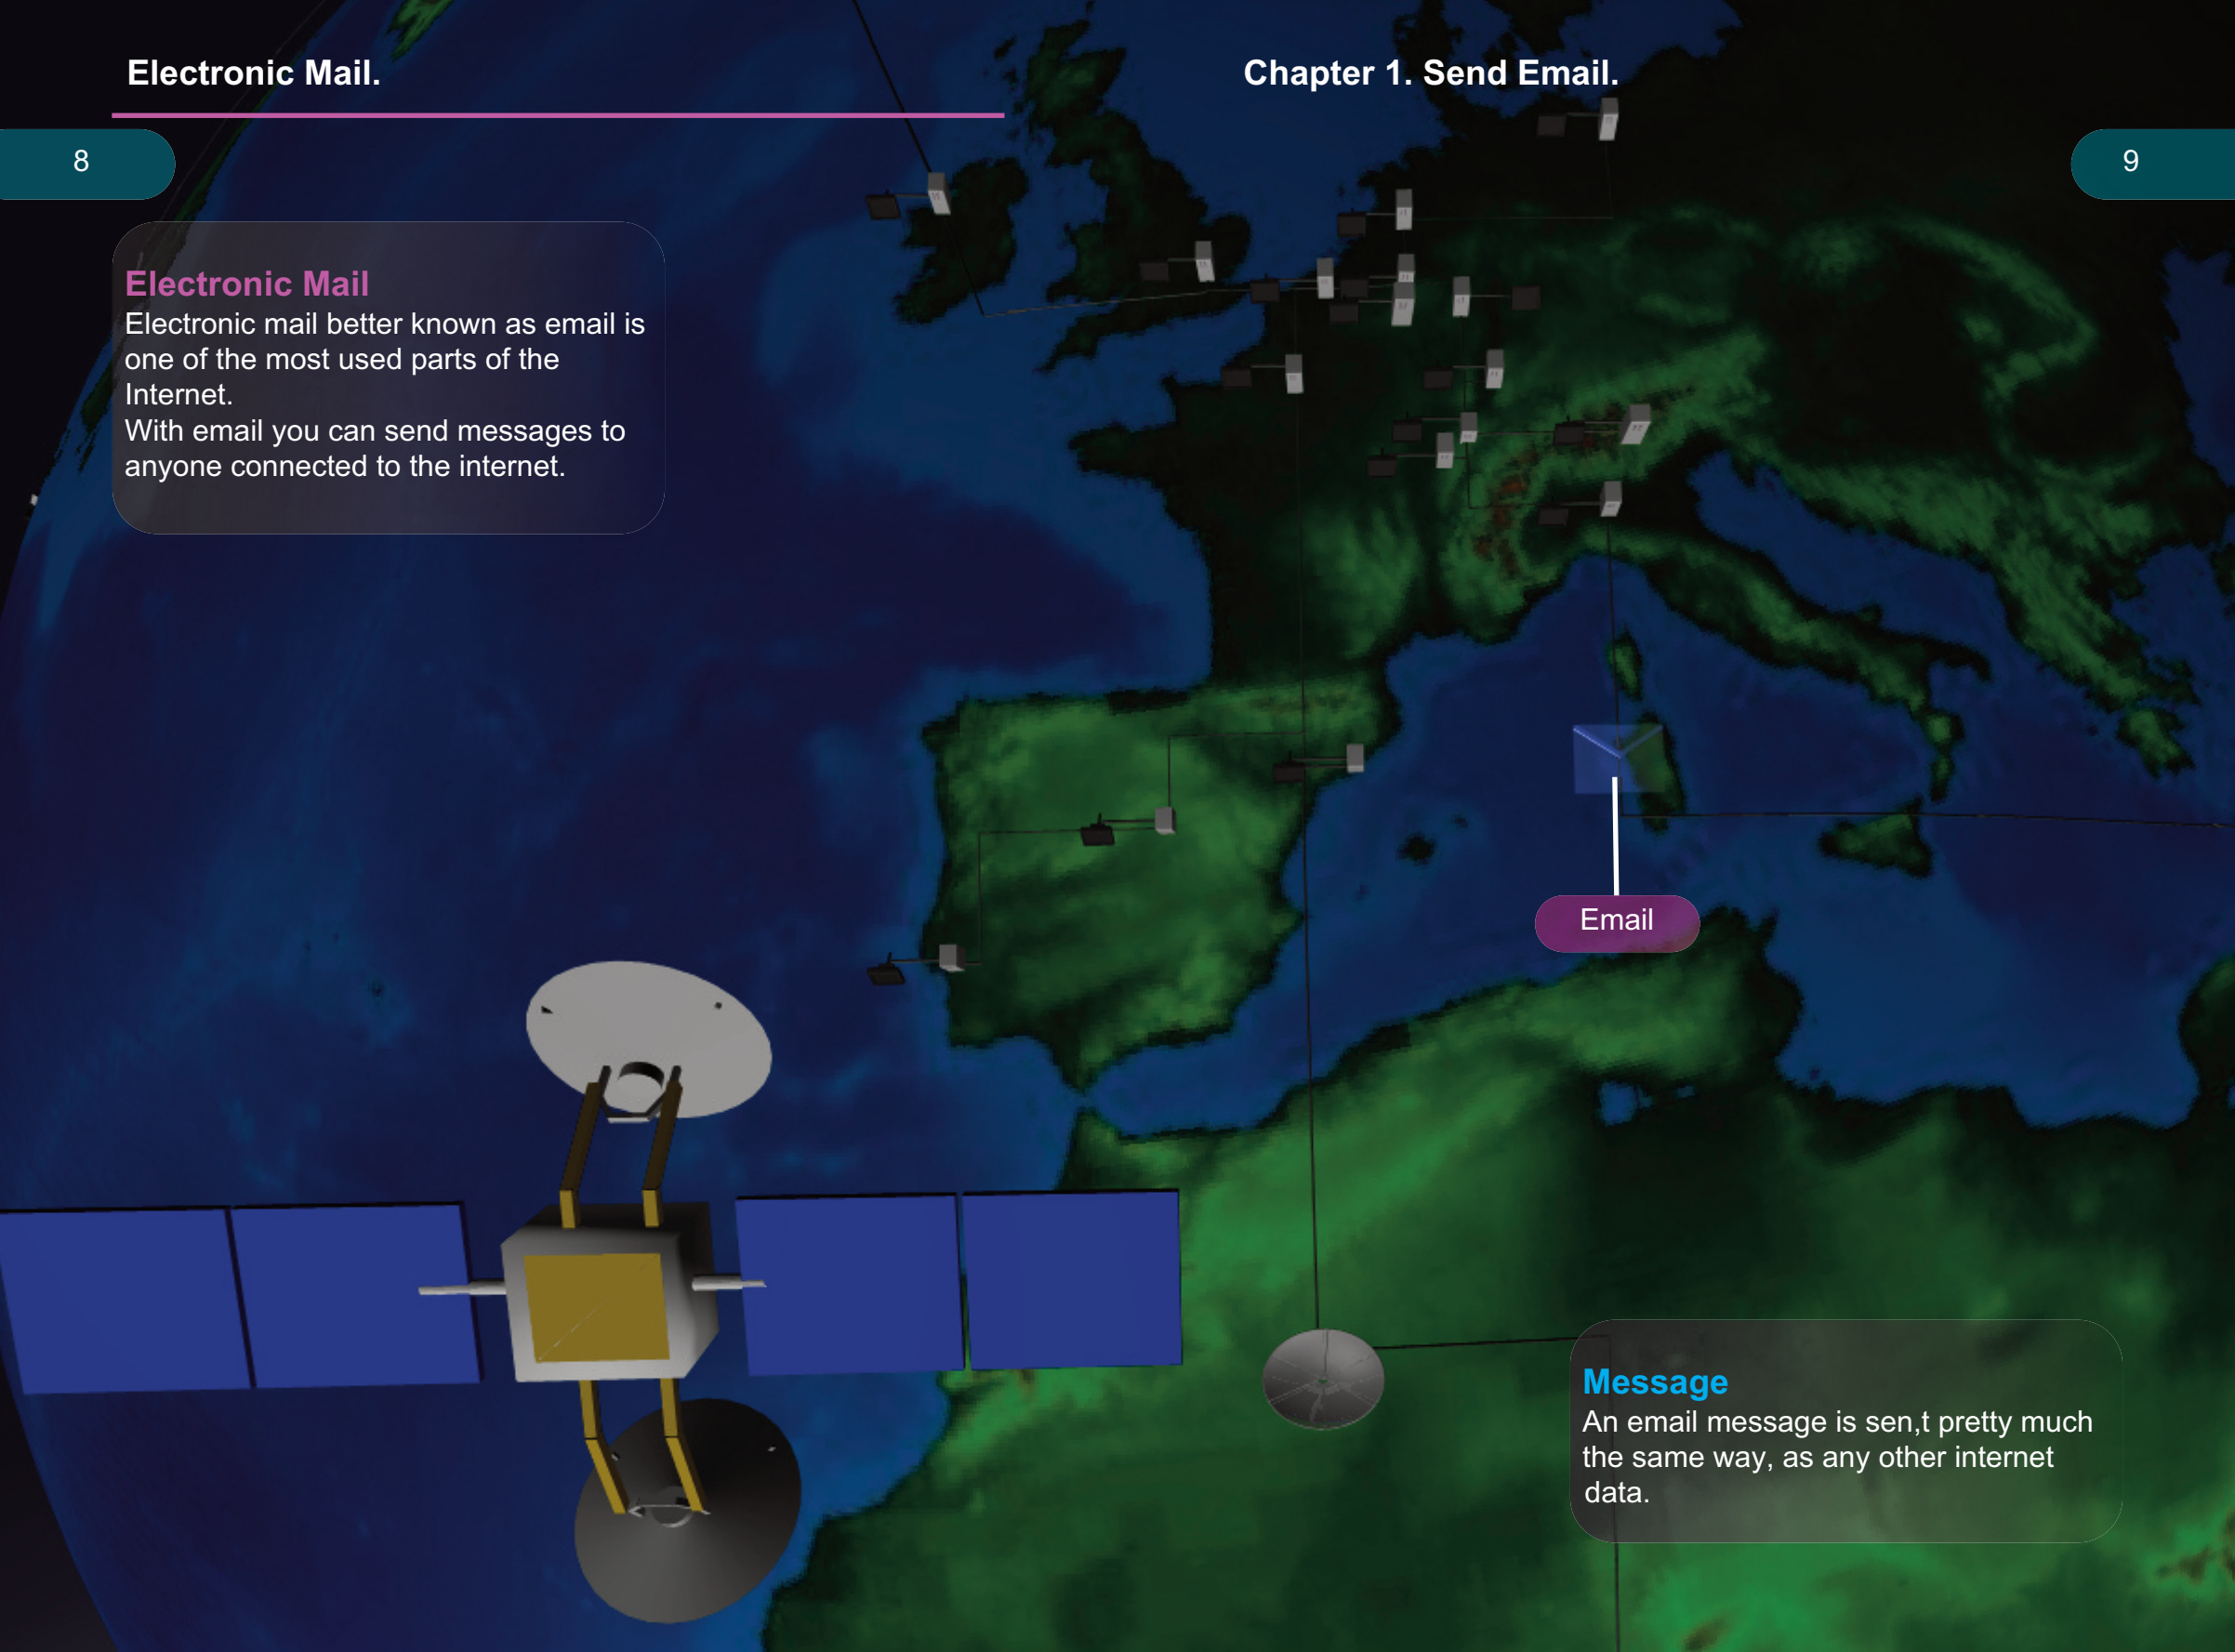 Electronic Mail.
8
Electronic Mail
Electronic mail better known as email is
one of the most used parts of the
Internet.
With email you can send messages to
anyone connected to the internet.
Chapter 1. Send Email.
9
Email
Message
An email message is sen,t pretty much
the same way, as any other internet
data.